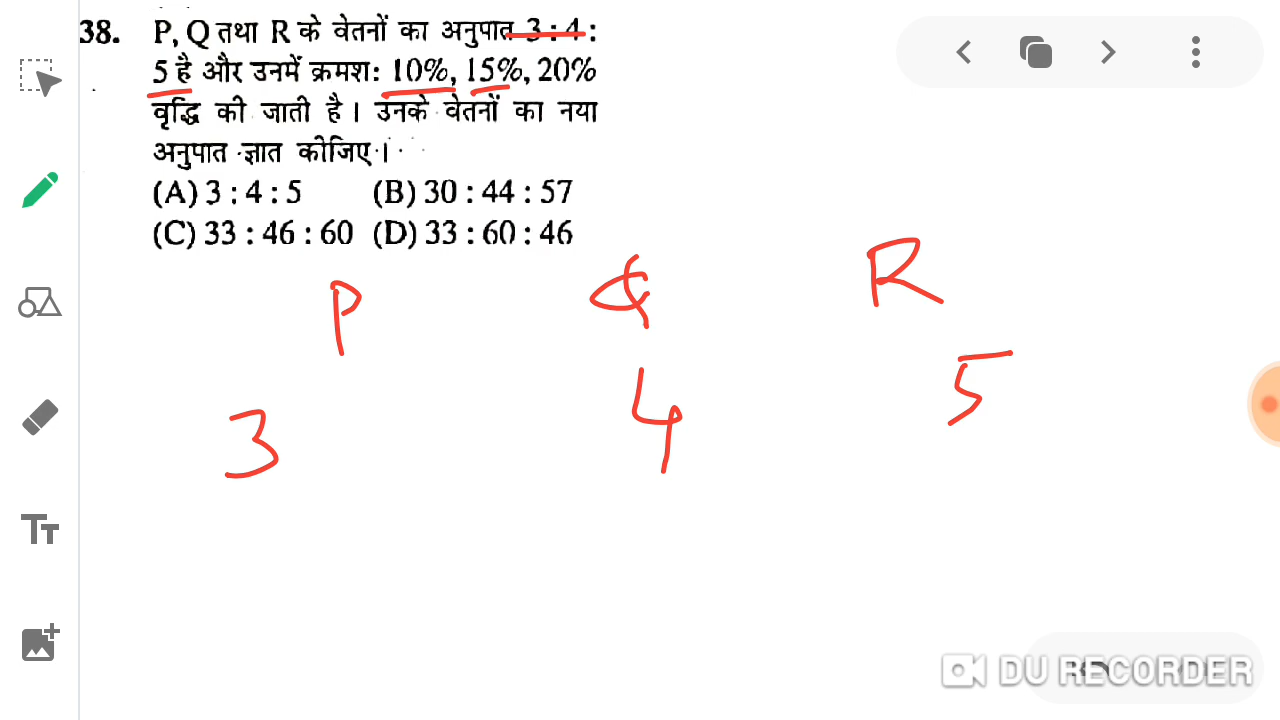 38. P, Q तथा R के वेतनों का अनुपात 3 : 4 :
5 है और उनमें क्रमश: 10%, 15%, 20%
वृद्धि की जाती है। उनके वेतनों का नया
अनुपात ज्ञात कीजिए।
(A) 3 : 4 : 5 (B) 30 : 44 : 57
(C) 33 : 46 : 60 (D) 33 : 60 : 46
P Q R
3 4 5
Tт
DU RECORDER